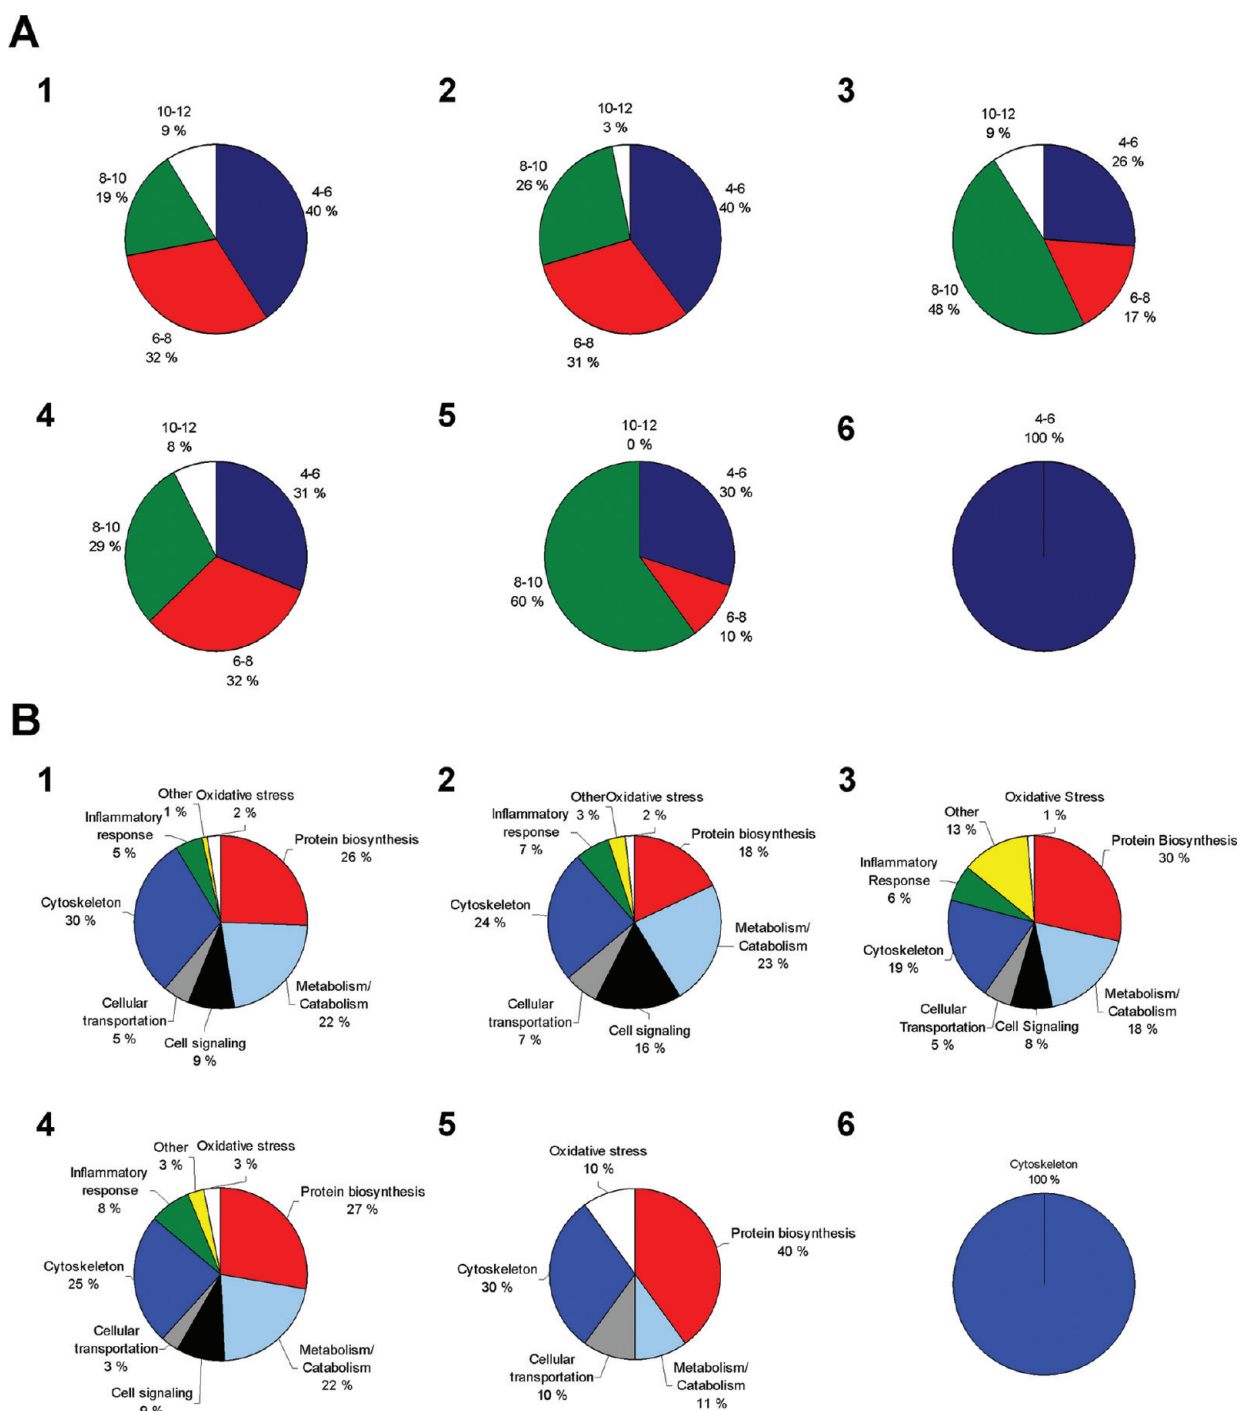 A
1
10-12
9 %
8-10
19 %
4-6
40 %
6-8
32 %
2
10-12
3 %
8-10
26 %
4-6
40 %
6-8
31 %
3
10-12
9 %
4-6
26 %
8-10
48 %
6-8
17 %
4
10-12
8 %
4-6
31 %
8-10
29 %
6-8
32 %
5
10-12
0 %
4-6
30 %
8-10
60 %
6-8
10 %
6
4-6
100 %
B
1
Other
1 %
Oxidative stress
2 %
Inflammatory
response
5 %
Protein biosynthesis
26 %
Cytoskeleton
30 %
Metabolism/
Catabolism
22 %
Cellular
transportation
5 %
Cell signaling
9 %
2
Other
3 %
Oxidative stress
2 %
Inflammatory
response
7 %
Protein biosynthesis
18 %
Cytoskeleton
24 %
Metabolism/
Catabolism
23 %
Cellular
transportation
7 %
Cell signaling
16 %
3
Other
13 %
Oxidative Stress
1 %
Protein Biosynthesis
30 %
Inflammatory
Response
6 %
Cytoskeleton
19 %
Metabolism/
Catabolism
18 %
Cellular
Transportation
5 %
Cell Signaling
8 %
4
Other
3 %
Oxidative stress
3 %
Inflammatory
response
8 %
Protein biosynthesis
27 %
Cytoskeleton
25 %
Metabolism/
Catabolism
22 %
Cellular
transportation
3 %
Cell signaling
9 %
5
Oxidative stress
10 %
Protein biosynthesis
40 %
Cytoskeleton
30 %
Cellular
transportation
10 %
Metabolism/
Catabolism
11 %
6
Cytoskeleton
100 %